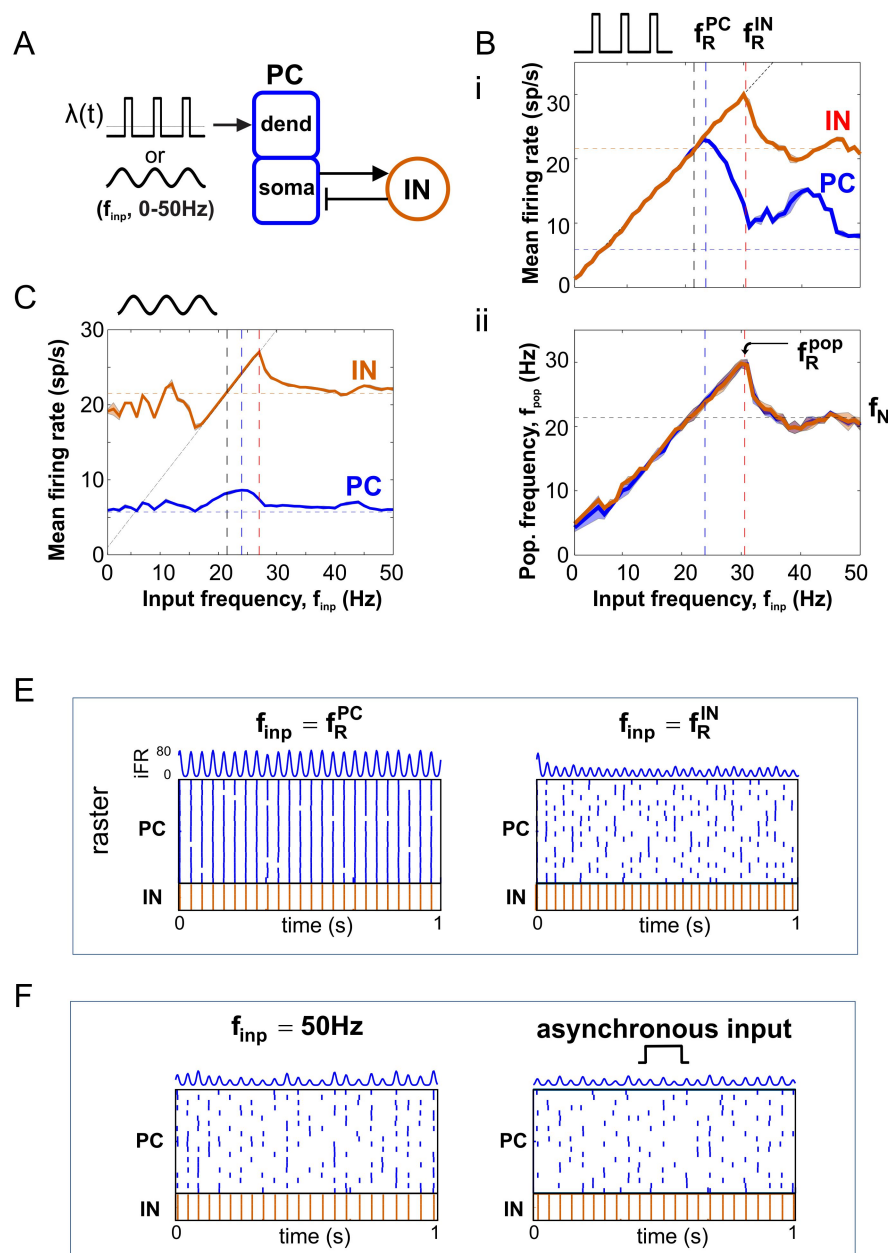 A
PC
λ(t)
dend
or
soma
IN
(f_inp, 0-50Hz)
B
f_R^PC f_R^IN
i
Mean firing rate (sp/s)
30
20
10
0
IN
PC
C
Mean firing rate (sp/s)
30
20
10
0
IN
PC
0 10 20 30 40 50
Input frequency, f_inp (Hz)
ii
Pop. frequency, f_pop (Hz)
30
20
10
0
f_R^pop
f_N
0 10 20 30 40 50
Input frequency, f_inp (Hz)
E
f_inp = f_R^PC
iFR
80
0
raster
PC
IN
0 1
time (s)
f_inp = f_R^IN
PC
IN
0 1
time (s)
F
f_inp = 50Hz
PC
IN
0 time (s) 1
asynchronous input
PC
IN
0 time (s) 1